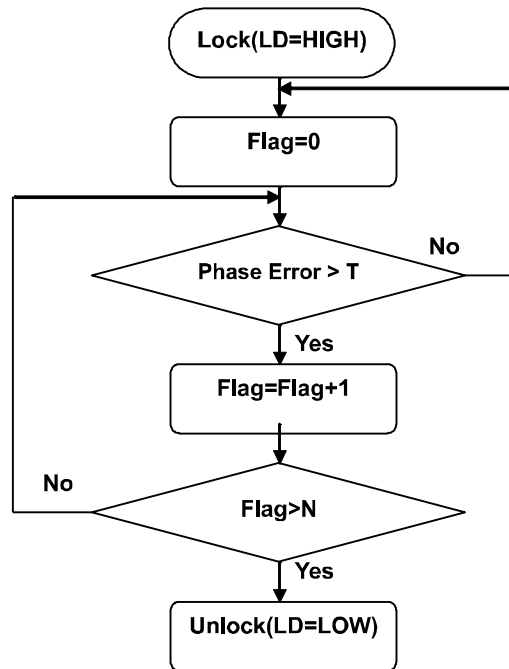 Lock(LD=HIGH)
Flag=0
Phase Error > T
No
Yes
Flag=Flag+1
No
Flag>N
Yes
Unlock(LD=LOW)